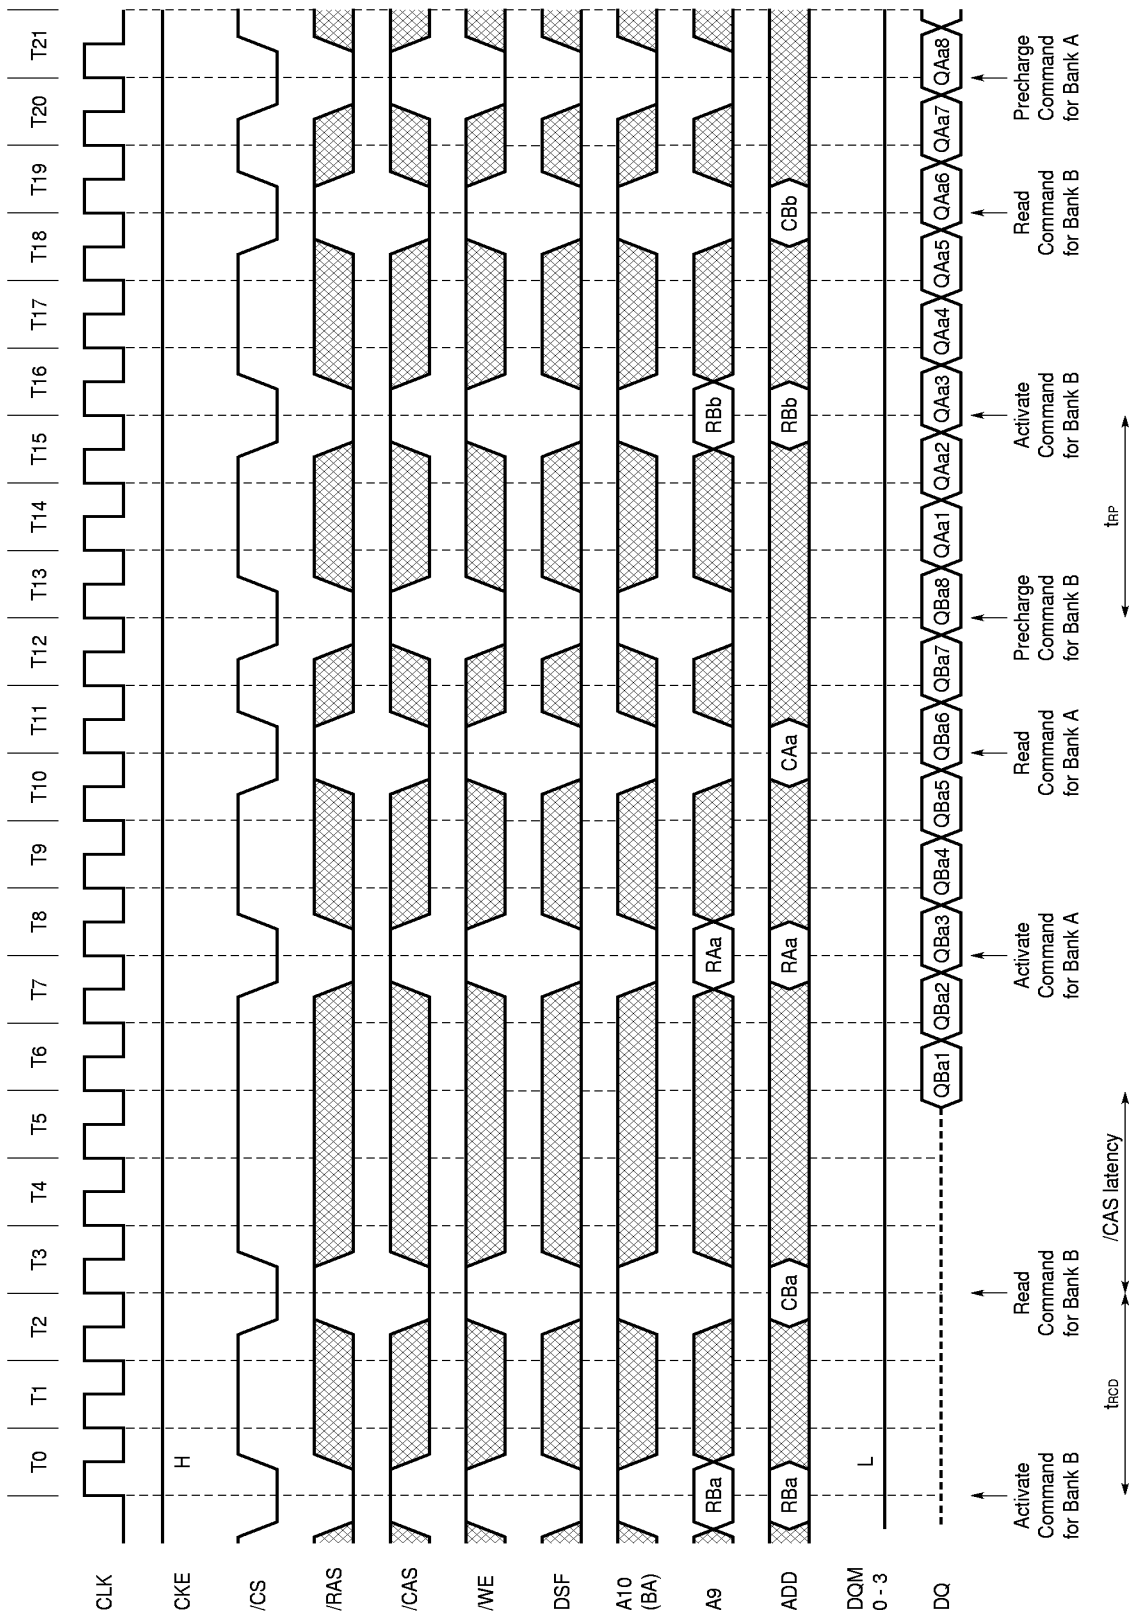 T0 T1 T2 T3 T4 T5 T6 T7 T8 T9 T10 T11 T12 T13 T14 T15 T16 T17 T18 T19 T20 T21
CLK
CKE H
/CS
/RAS
/CAS
/WE
DSF
A10
(BA)
A9 RBa RAa RBb
ADD RBa CBa RAa CAa RBb CBb
DQM
0 - 3 L
DQ QBa1 QBa2 QBa3 QBa4 QBa5 QBa6 QBa7 QBa8 QAa1 QAa2 QAa3 QAa4 QAa5 QAa6 QAa7 QAa8
Activate
Command
for Bank B
Read
Command
for Bank B
Activate
Command
for Bank A
Read
Command
for Bank A
Precharge
Command
for Bank B
Activate
Command
for Bank B
Read
Command
for Bank B
Precharge
Command
for Bank A
tRCD /CAS latency tRP